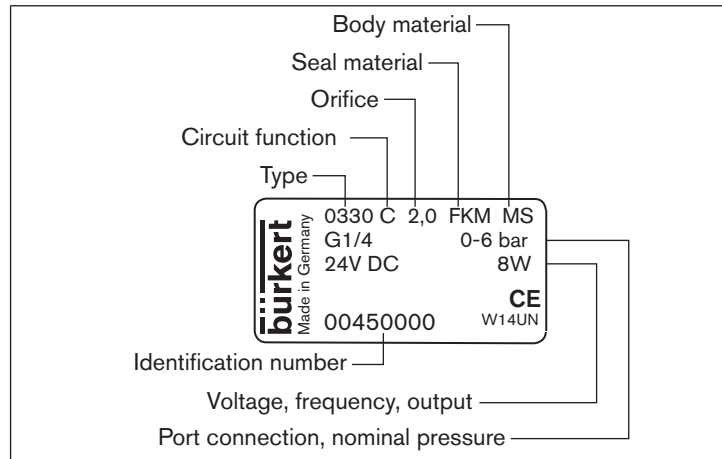 Body material
Seal material
Orifice
Circuit function
Type
0330 C 2,0 FKM MS
G1/4 0-6 bar
24V DC 8W
CE
00450000 W14UN
burkert
Made in Germany
Identification number
Voltage, frequency, output
Port connection, nominal pressure